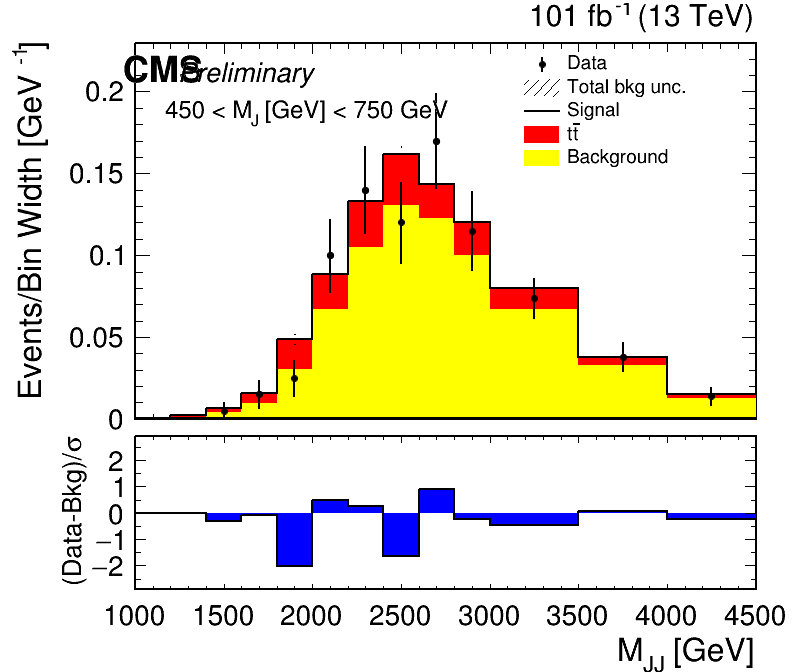 101 fb-1 (13 TeV)
Events/Bin Width [GeV-1]
CMS Preliminary
450 < MJ [GeV] < 750 GeV
Data
Total bkg unc.
Signal
tt̄
Background
0.2
0.15
0.1
0.05
0
(Data-Bkg)/σ
2
1
0
−1
−2
1000 1500 2000 2500 3000 3500 4000 4500
MJJ [GeV]